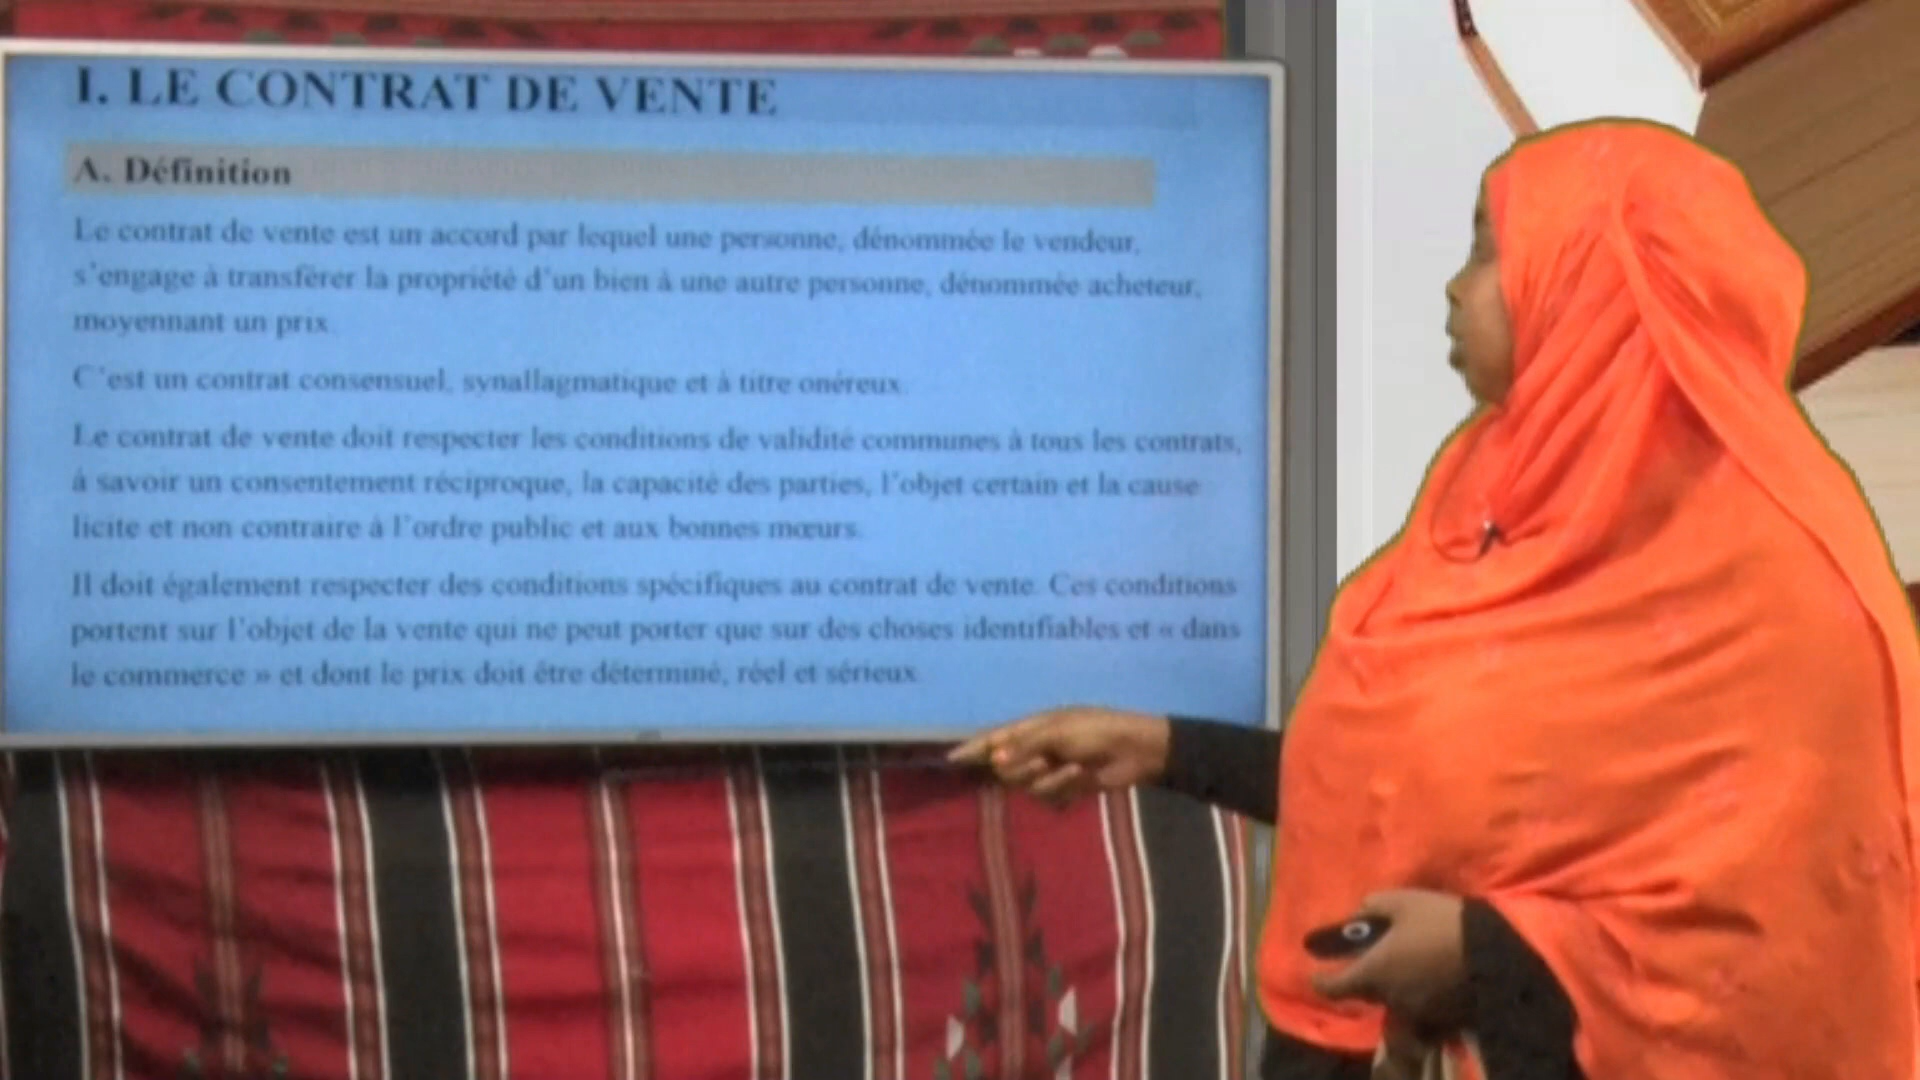 I. LE CONTRAT DE VENTE
A. Définition
Le contrat de vente est un accord par lequel une personne, dénommée le vendeur,
s'engage à transférer la propriété d'un bien à une autre personne, dénommée acheteur,
moyennant un prix.
C'est un contrat consensuel, synallagmatique et à titre onéreux.
Le contrat de vente doit respecter les conditions de validité communes à tous les contrats,
à savoir un consentement réciproque, la capacité des parties, l'objet certain et la cause
licite et non contraire à l'ordre public et aux bonnes mœurs.
Il doit également respecter des conditions spécifiques au contrat de vente. Ces conditions
portent sur l'objet de la vente qui ne peut porter que sur des choses identifiables et « dans
le commerce » et dont le prix doit être déterminé, réel et sérieux.